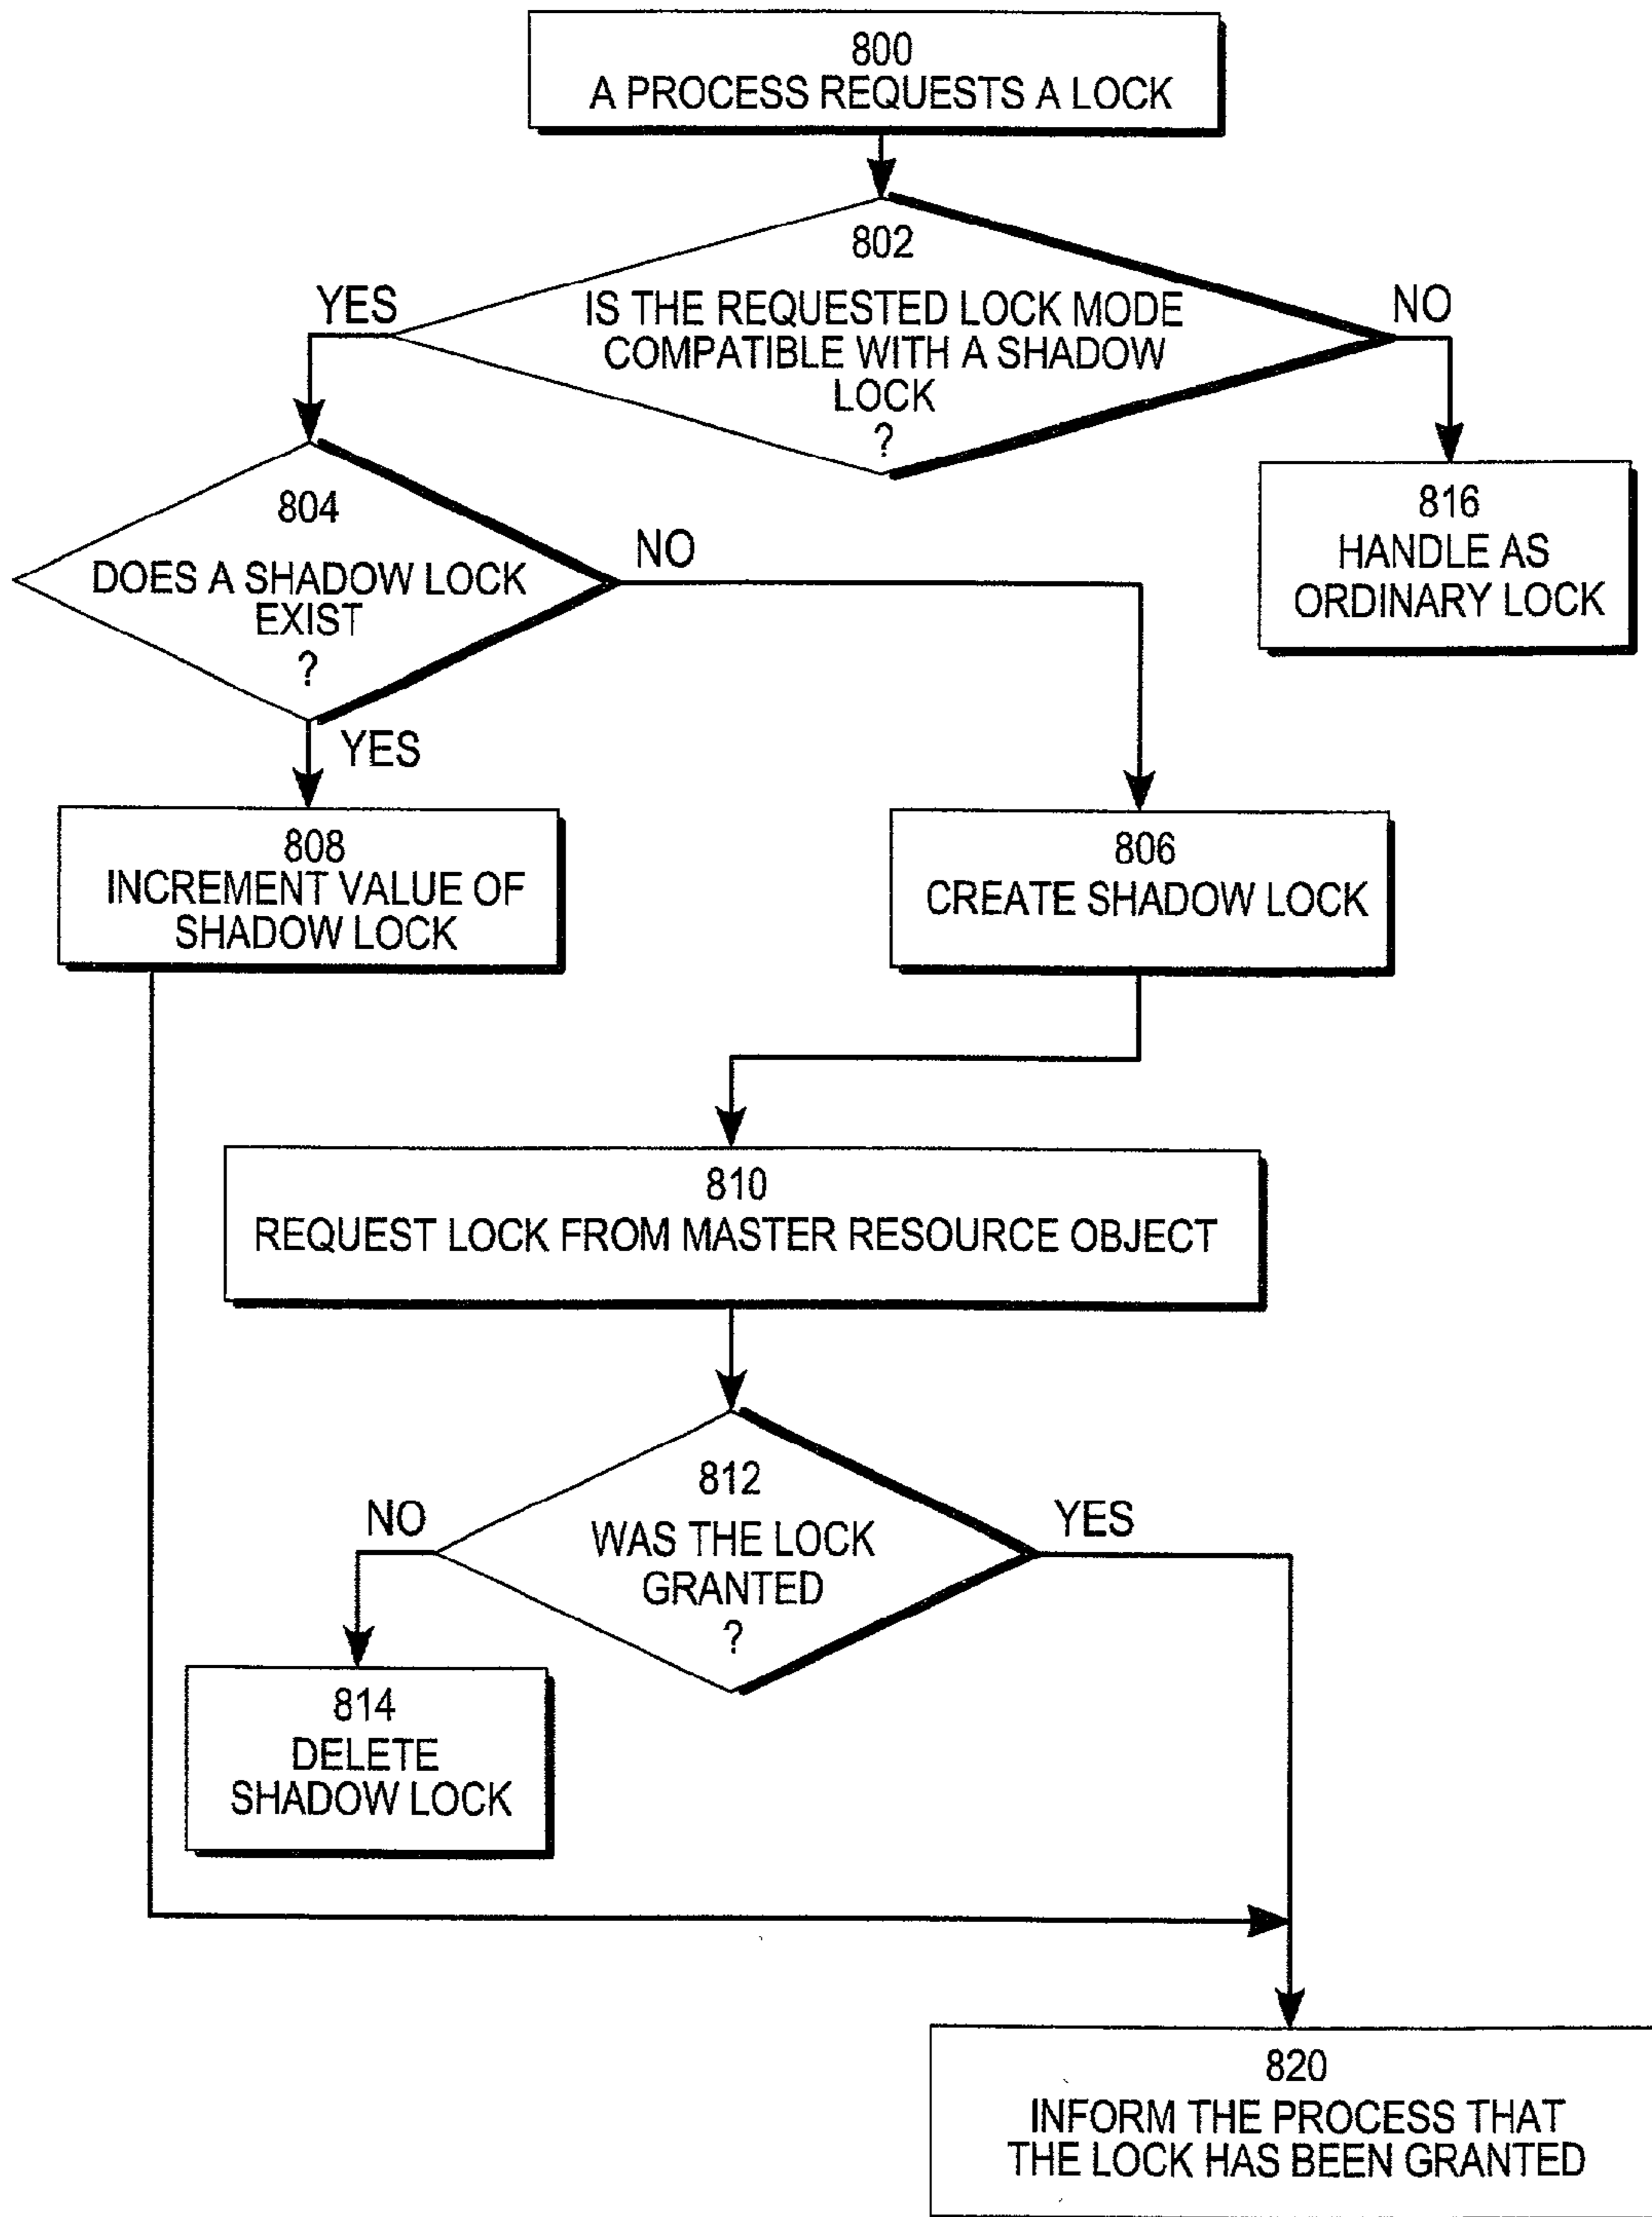 800
A PROCESS REQUESTS A LOCK
802
IS THE REQUESTED LOCK MODE
COMPATIBLE WITH A SHADOW
LOCK
?
YES
NO
804
DOES A SHADOW LOCK
EXIST
?
NO
YES
816
HANDLE AS
ORDINARY LOCK
808
INCREMENT VALUE OF
SHADOW LOCK
806
CREATE SHADOW LOCK
810
REQUEST LOCK FROM MASTER RESOURCE OBJECT
812
WAS THE LOCK
GRANTED
?
NO
YES
814
DELETE
SHADOW LOCK
820
INFORM THE PROCESS THAT
THE LOCK HAS BEEN GRANTED